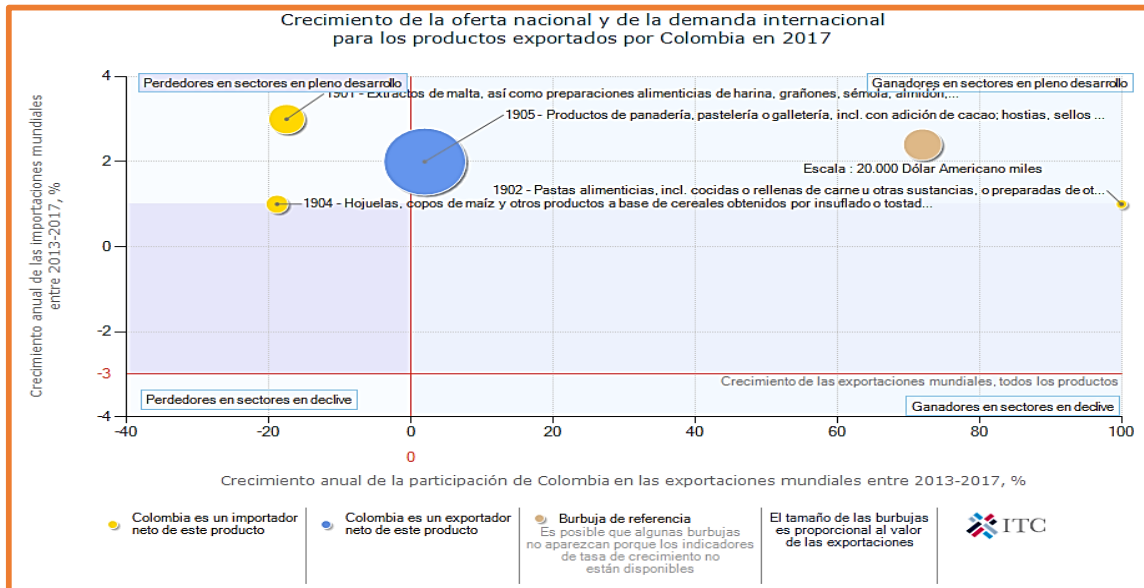 Crecimiento de la oferta nacional y de la demanda internacional
para los productos exportados por Colombia en 2017
Crecimiento anual de las importaciones mundiales
entre 2013-2017, %
4
2
0
-2
-3
-4
Perdedores en sectores en pleno desarrollo
Ganadores en sectores en pleno desarrollo
1901 - Extractos de malta, así como preparaciones alimenticias de harina, grañones, sémola, almidón,...
1905 - Productos de panadería, pastelería o galletería, incl. con adición de cacao; hostias, sellos ...
Escala : 20.000 Dólar Americano miles
1902 - Pastas alimenticias, incl. cocidas o rellenas de carne u otras sustancias, o preparadas de ot...
1904 - Hojuelas, copos de maíz y otros productos a base de cereales obtenidos por insuflado o tostad...
Crecimiento de las exportaciones mundiales, todos los productos
Perdedores en sectores en declive
Ganadores en sectores en declive
-40
-20
0
20
40
60
80
100
0
Crecimiento anual de la participación de Colombia en las exportaciones mundiales entre 2013-2017, %
Colombia es un importador
neto de este producto
Colombia es un exportador
neto de este producto
Burbuja de referencia
Es posible que algunas burbujas
no aparezcan porque los indicadores
de tasa de crecimiento no
están disponibles
El tamaño de las burbujas
es proporcional al valor
de las exportaciones
ITC